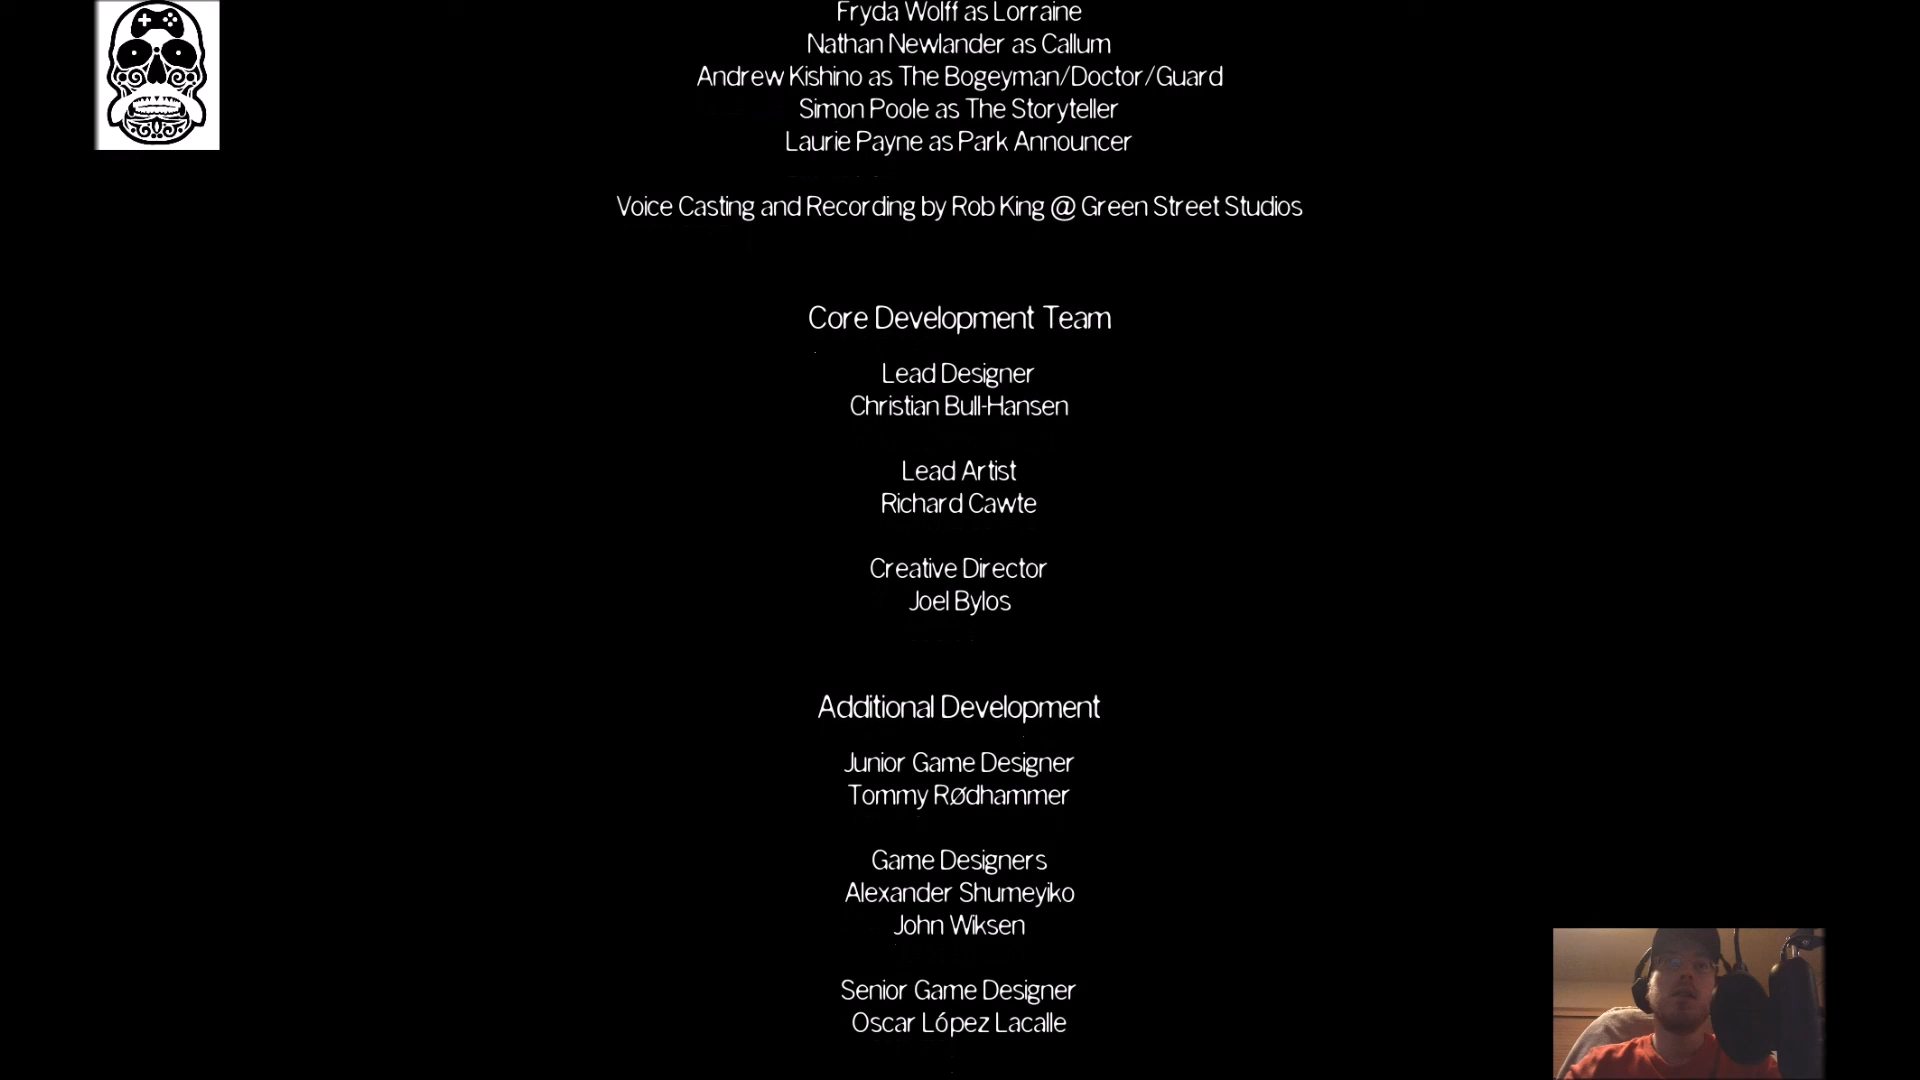 Fryda Wolff as Lorraine
Nathan Newlander as Callum
Andrew Kishino as The Bogeyman/Doctor/Guard
Simon Poole as The Storyteller
Laurie Payne as Park Announcer
Voice Casting and Recording by Rob King @ Green Street Studios
Core Development Team
Lead Designer
Christian Bull-Hansen
Lead Artist
Richard Cawte
Creative Director
Joel Bylos
Additional Development
Junior Game Designer
Tommy RØdhammer
Game Designers
Alexander Shumeyiko
John Wiksen
Senior Game Designer
Oscar López Lacalle